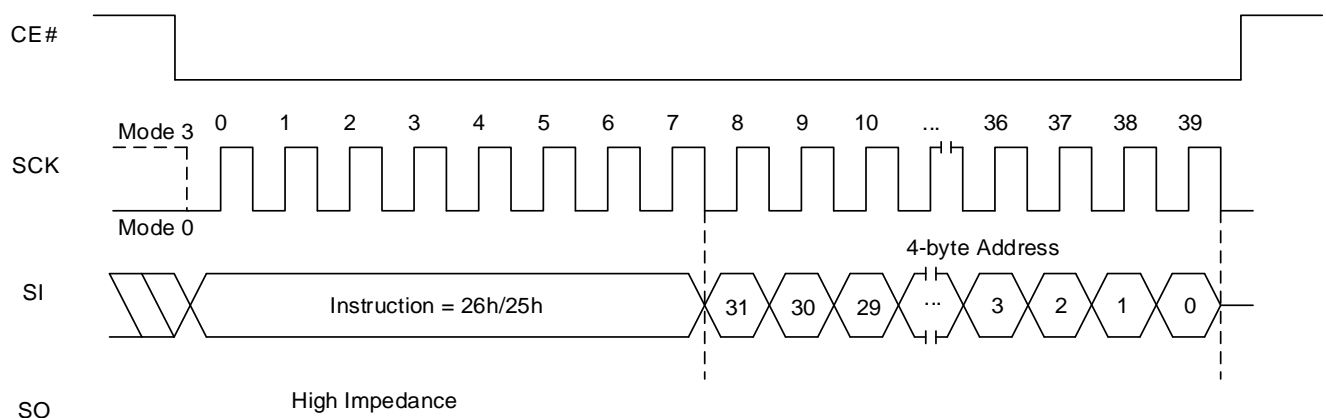 CE#
Mode 3 0 1 2 3 4 5 6 7 8 9 10 ... 36 37 38 39
SCK
Mode 0
4-byte Address
SI Instruction = 26h/25h 31 30 29 ... 3 2 1 0
High Impedance
SO